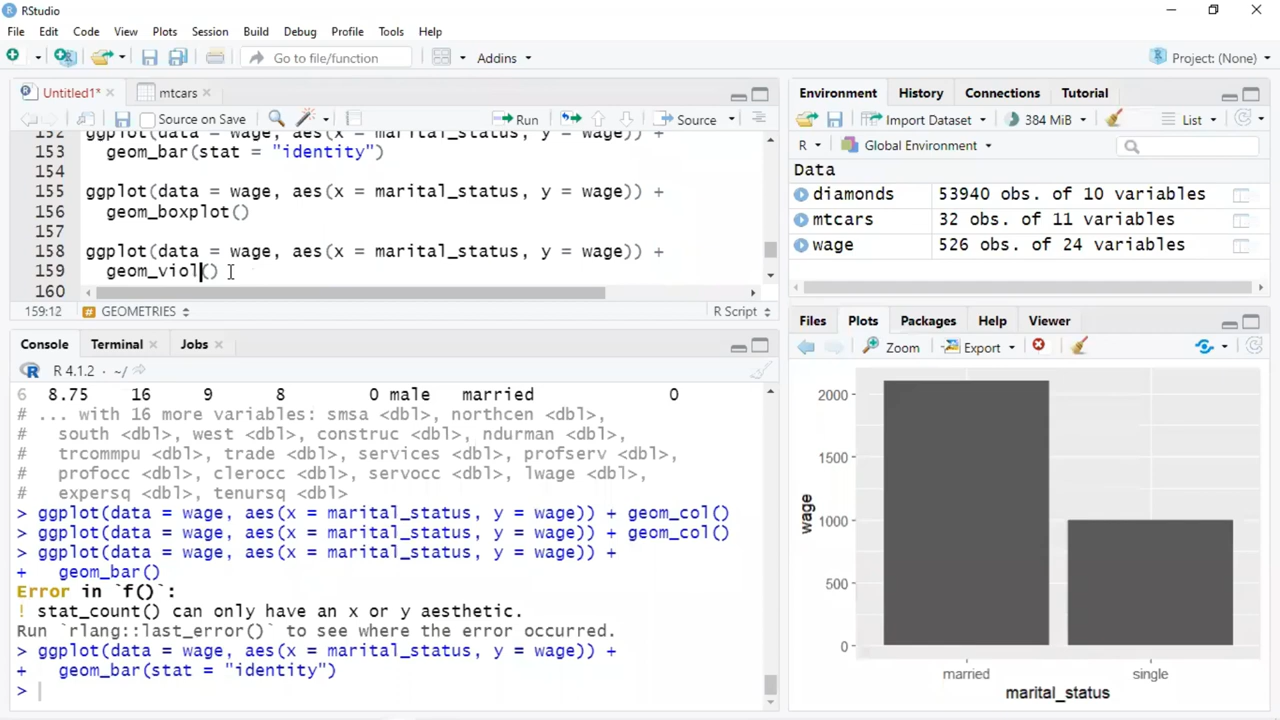 RStudio
File Edit Code View Plots Session Build Debug Profile Tools Help
Go to file/function Addins Project: (None)
Untitled1* mtcars
Source on Save Run Source
152 ggplot(data = wage, aes(x = marital_status, y = wage)) +
153 geom_bar(stat = "identity")
154
155 ggplot(data = wage, aes(x = marital_status, y = wage)) +
156 geom_boxplot()
157
158 ggplot(data = wage, aes(x = marital_status, y = wage)) +
159 geom_viol()
160
159:12 # GEOMETRIES R Script
Console Terminal Jobs
R 4.1.2 · ~/
6 8.75 16 9 8 0 male married 0
# ... with 16 more variables: smsa <dbl>, northcen <dbl>,
# south <dbl>, west <dbl>, construc <dbl>, ndurman <dbl>,
# trcommpu <dbl>, trade <dbl>, services <dbl>, profserv <dbl>,
# profocc <dbl>, clerocc <dbl>, servocc <dbl>, lwage <dbl>,
# expersq <dbl>, tenursq <dbl>
> ggplot(data = wage, aes(x = marital_status, y = wage)) + geom_col()
> ggplot(data = wage, aes(x = marital_status, y = wage)) + geom_col()
> ggplot(data = wage, aes(x = marital_status, y = wage)) +
+ geom_bar()
Error in `f()`:
! stat_count() can only have an x or y aesthetic.
Run `rlang::last_error()` to see where the error occurred.
> ggplot(data = wage, aes(x = marital_status, y = wage)) +
+ geom_bar(stat = "identity")
>
Environment History Connections Tutorial
Import Dataset 384 MiB List
R Global Environment
Data
diamonds 53940 obs. of 10 variables
mtcars 32 obs. of 11 variables
wage 526 obs. of 24 variables
Files Plots Packages Help Viewer
Zoom Export
2000
1500
1000
500
0
wage
married single
marital_status